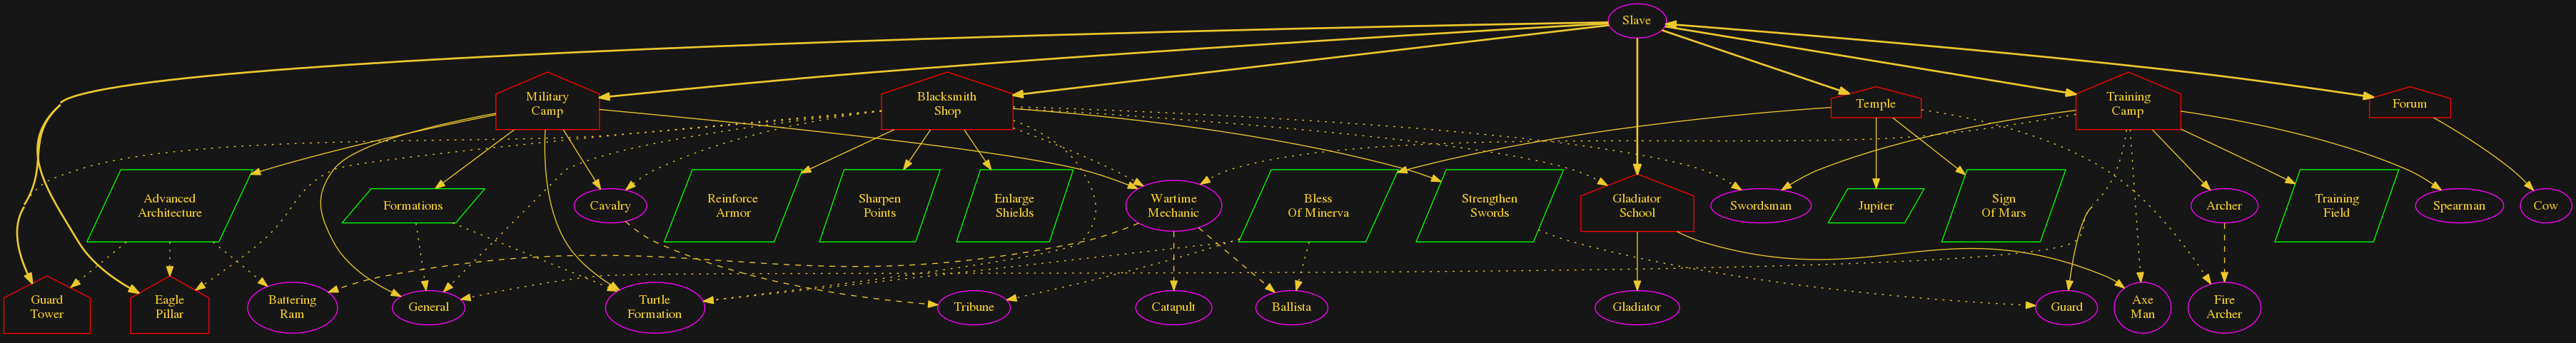 Slave
Military
Camp
Blacksmith
Shop
Temple
Training
Camp
Forum
Advanced
Architecture
Formations
Cavalry
Reinforce
Armor
Sharpen
Points
Enlarge
Shields
Wartime
Mechanic
Bless
Of Minerva
Strengthen
Swords
Gladiator
School
Swordsman
Jupiter
Sign
Of Mars
Archer
Training
Field
Spearman
Cow
Guard
Tower
Eagle
Pillar
Battering
Ram
General
Turtle
Formation
Tribune
Catapult
Ballista
Gladiator
Guard
Axe
Man
Fire
Archer